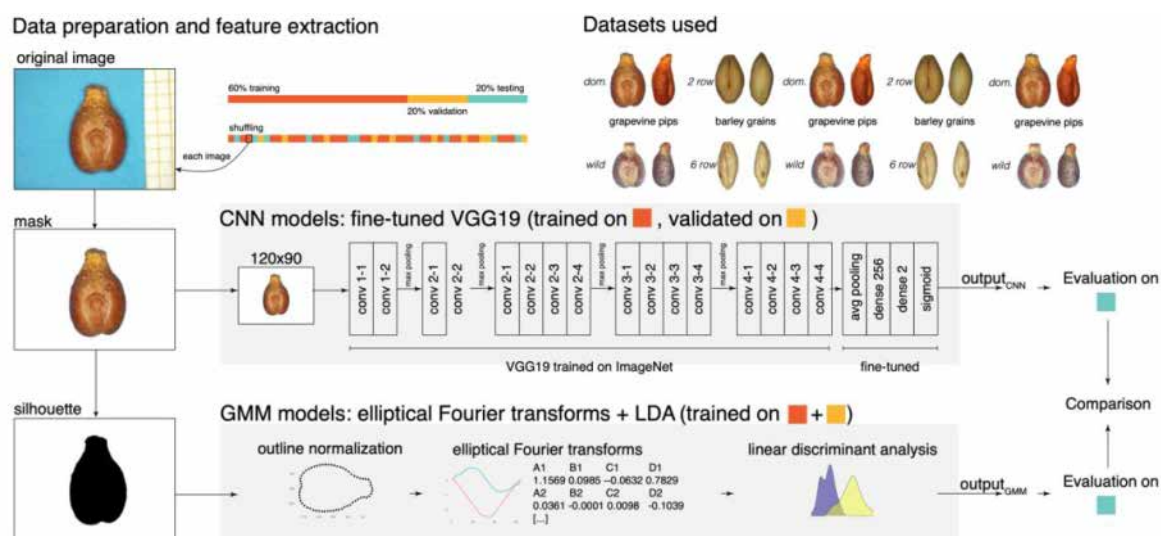 Data preparation and feature extraction
original image
60% training
20% testing
20% validation
shuffling
each image
Datasets used
dom.
2 row
dom.
2 row
dom.
grapevine pips
barley grains
grapevine pips
barley grains
grapevine pips
wild
6 row
wild
6 row
wild
mask
CNN models: fine-tuned VGG19 (trained on , validated on )
120x90
conv 1-1
conv 1-2
max pooling
conv 2-1
conv 2-2
max pooling
conv 2-1
conv 2-2
conv 2-3
conv 2-4
max pooling
conv 3-1
conv 3-2
conv 3-3
conv 3-4
max pooling
conv 4-1
conv 4-2
conv 4-3
conv 4-4
avg pooling
dense 256
dense 2
sigmoid
VGG19 trained on ImageNet
fine-tuned
outputCNN
Evaluation on
Comparison
silhouette
GMM models: elliptical Fourier transforms + LDA (trained on + )
outline normalization
elliptical Fourier transforms
A1 B1 C1 D1
1.1569 0.0985 --0.0632 0.7829
A2 B2 C2 D2
0.0361 -0.0001 0.0098 -0.1039
[...]
linear discriminant analysis
outputGMM
Evaluation on